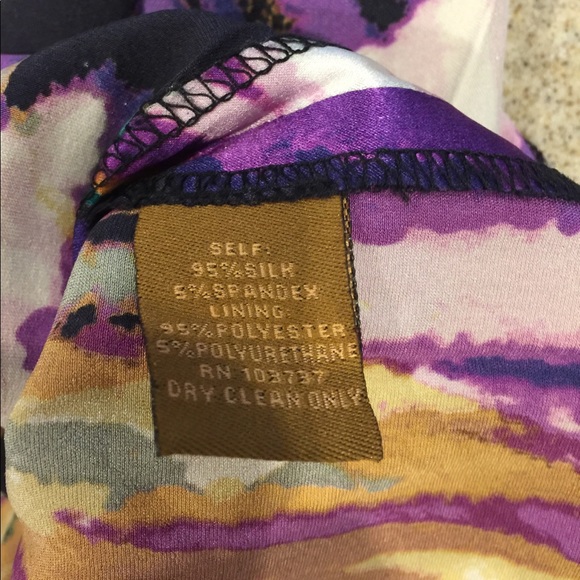 SELF:
95%SILK
5%SPANDEX
LINING:
95%POLYESTER
5%POLYURETHANE
RN 103737
DRY CLEAN ONLY